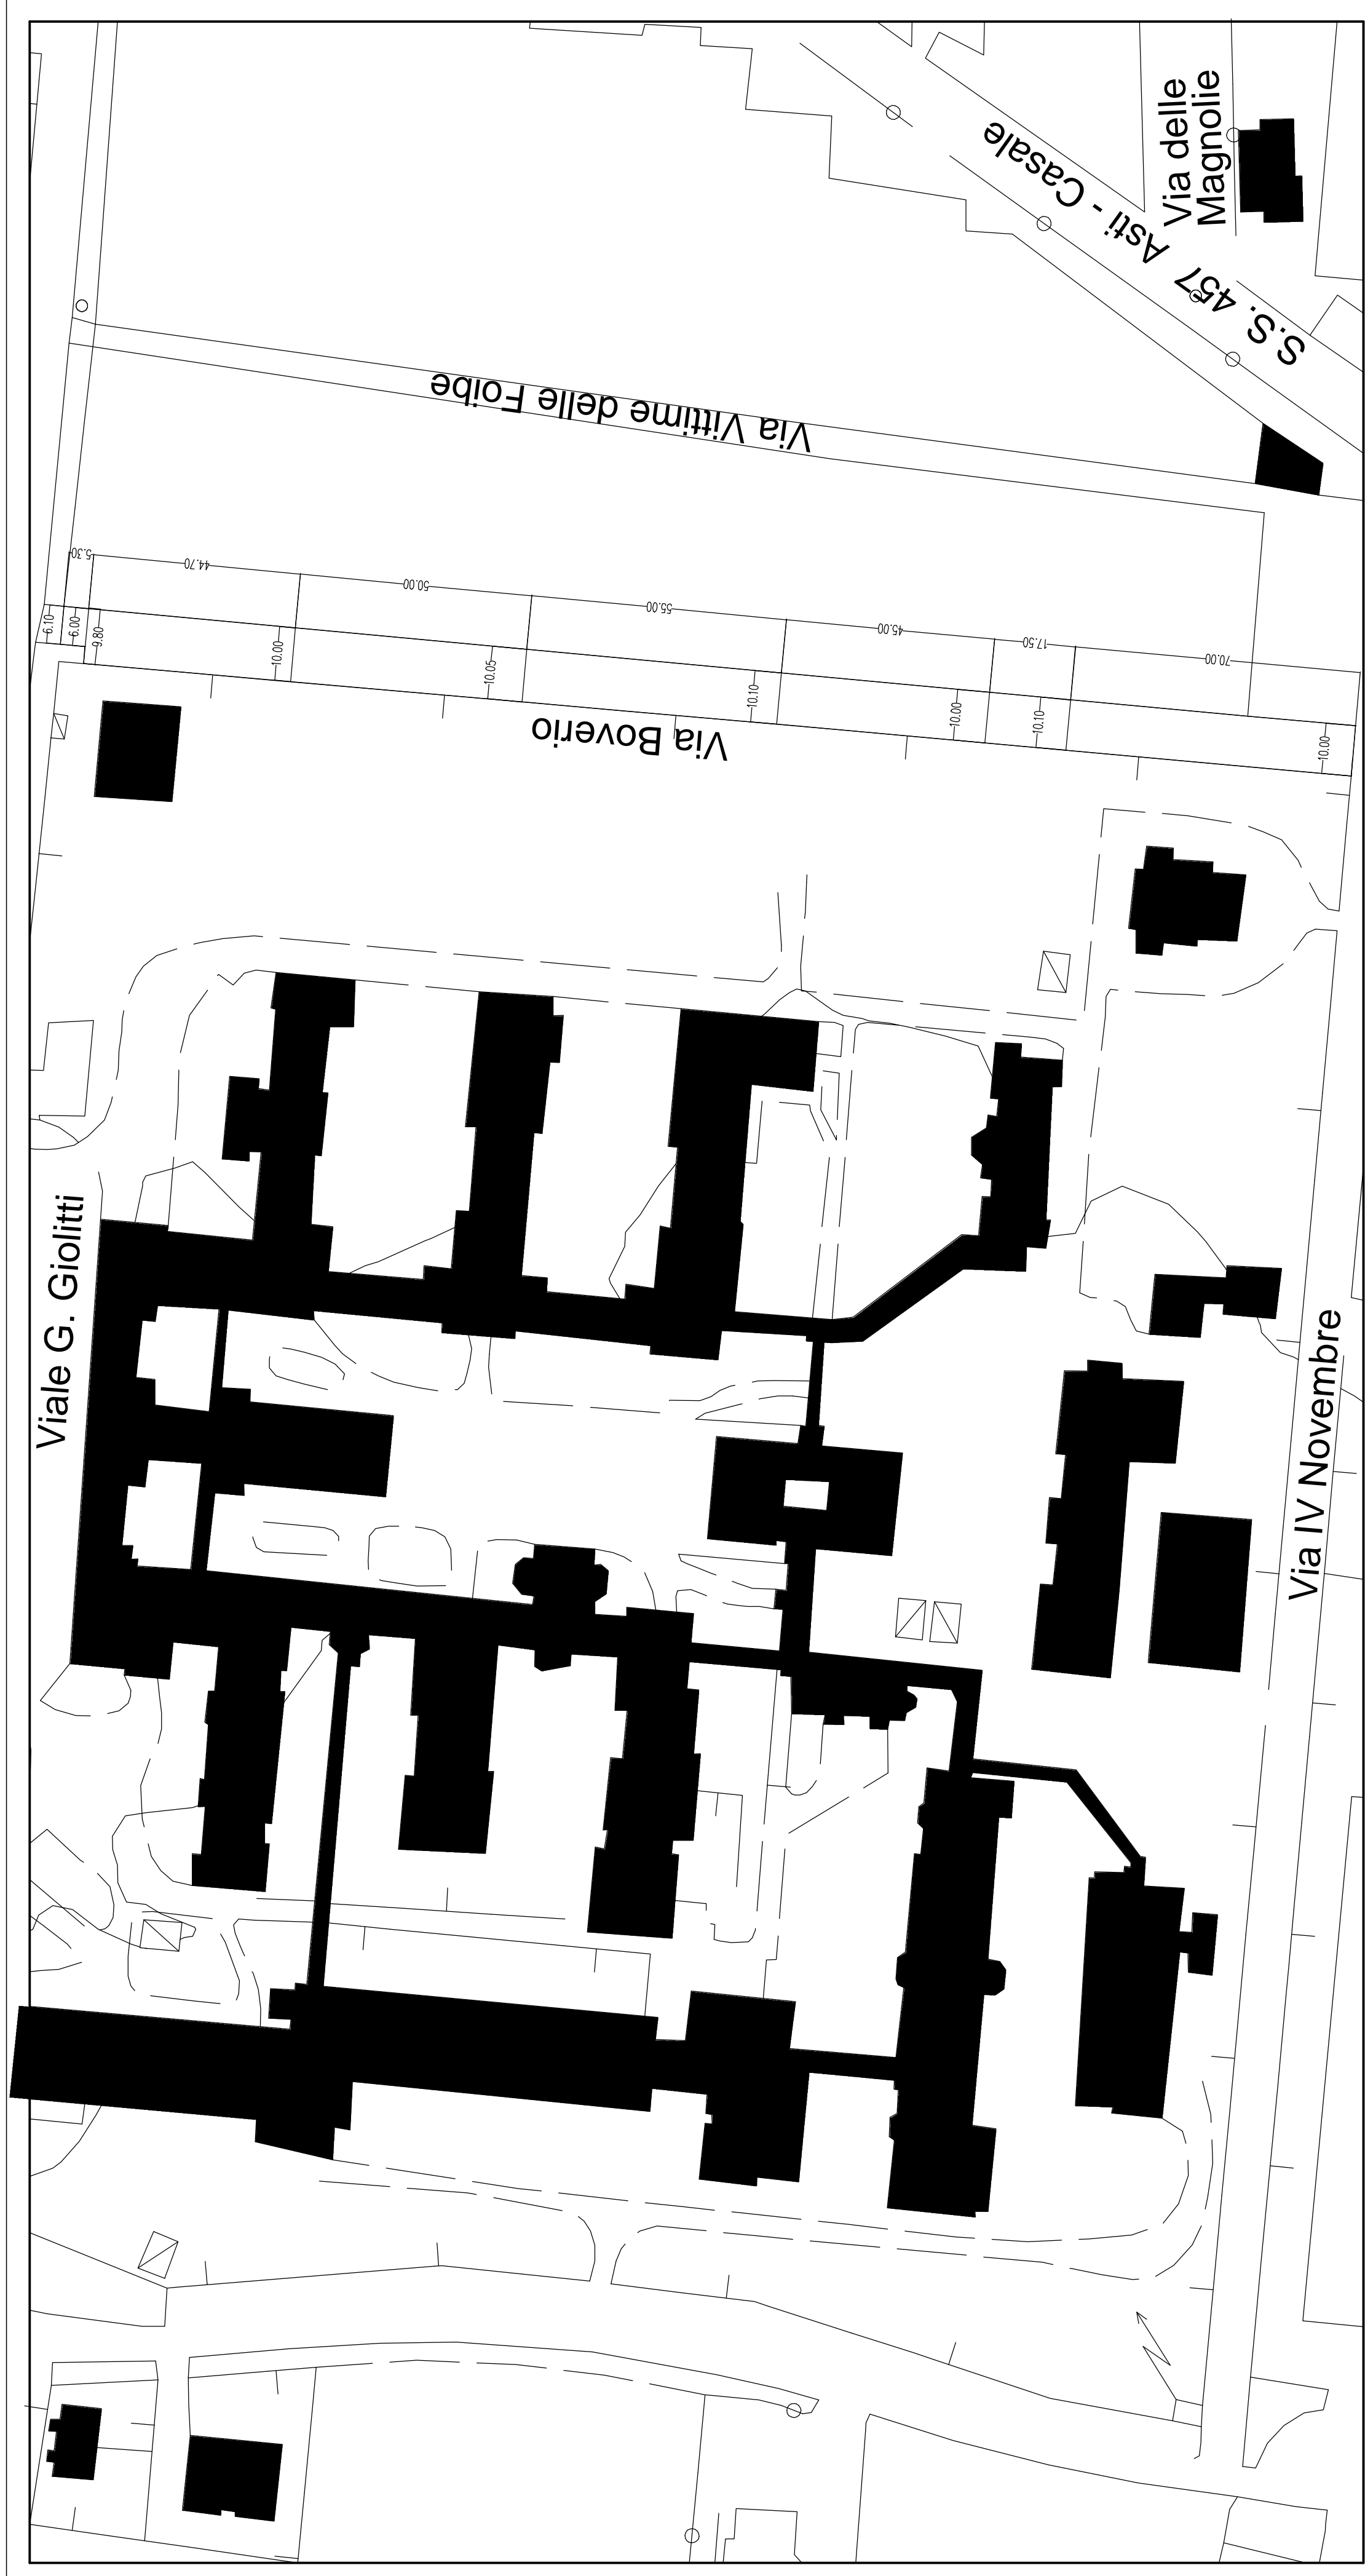 Via delle
Magnolie
S.S. 457 Asti - Casale
Via Vittime delle Foibe
5.30
44.70
50.00
55.00
45.00
17.50
70.00
6.10
6.00
9.80
10.00
10.05
10.10
10.00
10.10
10.00
Via Boverio
Viale G. Giolitti
Via IV Novembre